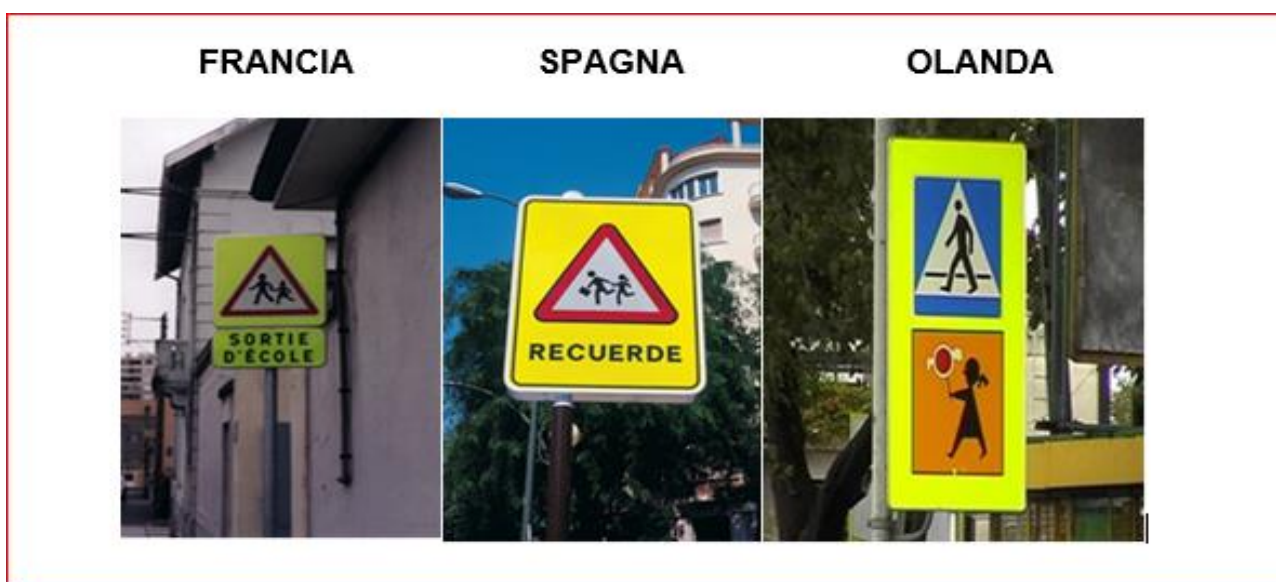 FRANCIA
SPAGNA
OLANDA
SORTIE
D'ÉCOLE
RECUERDE